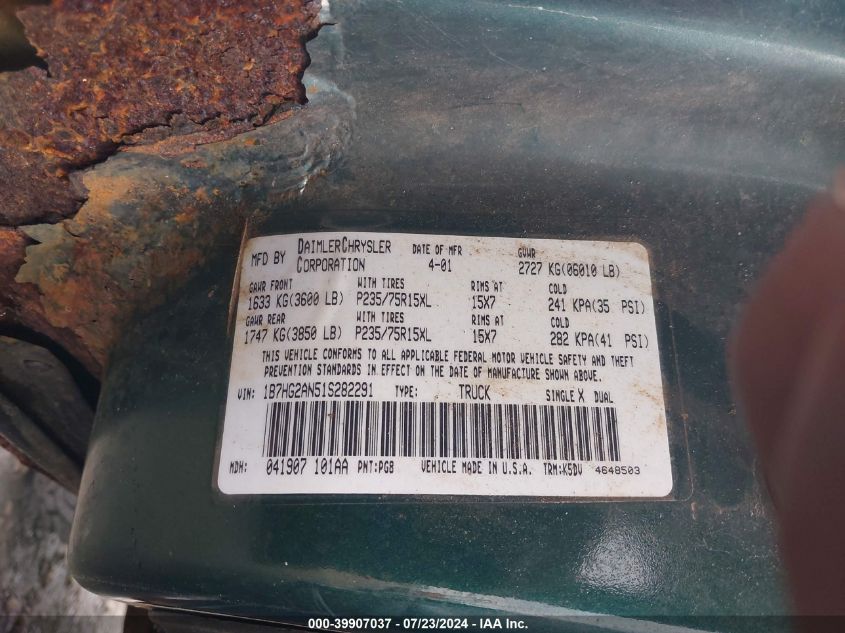 MFD BY DAIMLERCHRYSLER CORPORATION DATE OF MFR 4-01 GVWR 2727 KG(06010 LB)
GAWR FRONT WITH TIRES RIMS AT COLD
1633 KG(3600 LB) P235/75R15XL 15X7 241 KPA(35 PSI)
GAWR REAR WITH TIRES RIMS AT COLD
1747 KG(3850 LB) P235/75R15XL 15X7 282 KPA(41 PSI)
THIS VEHICLE CONFORMS TO ALL APPLICABLE FEDERAL MOTOR VEHICLE SAFETY AND THEFT
PREVENTION STANDARDS IN EFFECT ON THE DATE OF MANUFACTURE SHOWN ABOVE.
VIN: 1B7HG2AN51S282291 TYPE: TRUCK SINGLE X DUAL
MDH: 041907 101AA PNT:PGB VEHICLE MADE IN U.S.A. TRM:K5DV 4648503
000-39907037 - 07/23/2024 - IAA Inc.